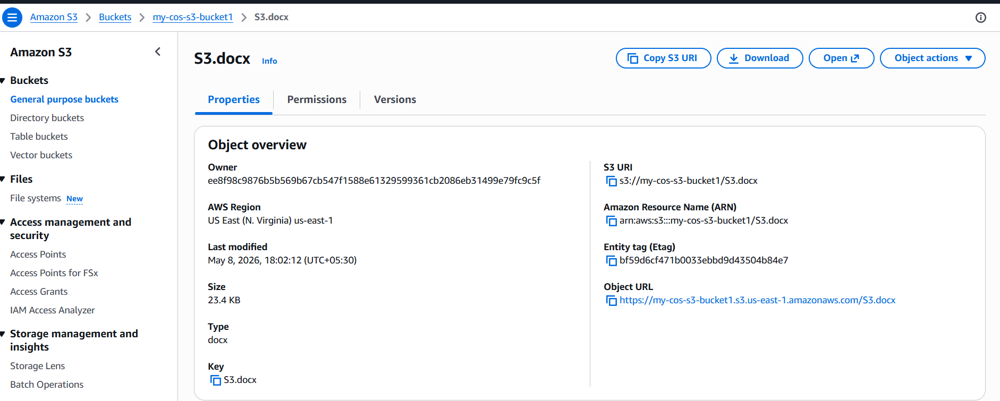 Amazon S3 > Buckets > my-cos-s3-bucket1 > S3.docx
Amazon S3
Buckets
General purpose buckets
Directory buckets
Table buckets
Vector buckets
Files
File systems New
Access management and
security
Access Points
Access Points for FSx
Access Grants
IAM Access Analyzer
Storage management and
insights
Storage Lens
Batch Operations
S3.docx Info
Copy S3 URI
Download
Open
Object actions
Properties
Permissions
Versions
Object overview
Owner
ee8f98c9876b5b569b67cb547f1588e61329599361cb2086eb31499e79fc9c5f
AWS Region
US East (N. Virginia) us-east-1
Last modified
May 8, 2026, 18:02:12 (UTC+05:30)
Size
23.4 KB
Type
docx
Key
S3.docx
S3 URI
s3://my-cos-s3-bucket1/S3.docx
Amazon Resource Name (ARN)
arn:aws:s3:::my-cos-s3-bucket1/S3.docx
Entity tag (Etag)
bf59d6cf471b0033ebbd9d43504b84e7
Object URL
https://my-cos-s3-bucket1.s3.us-east-1.amazonaws.com/S3.docx